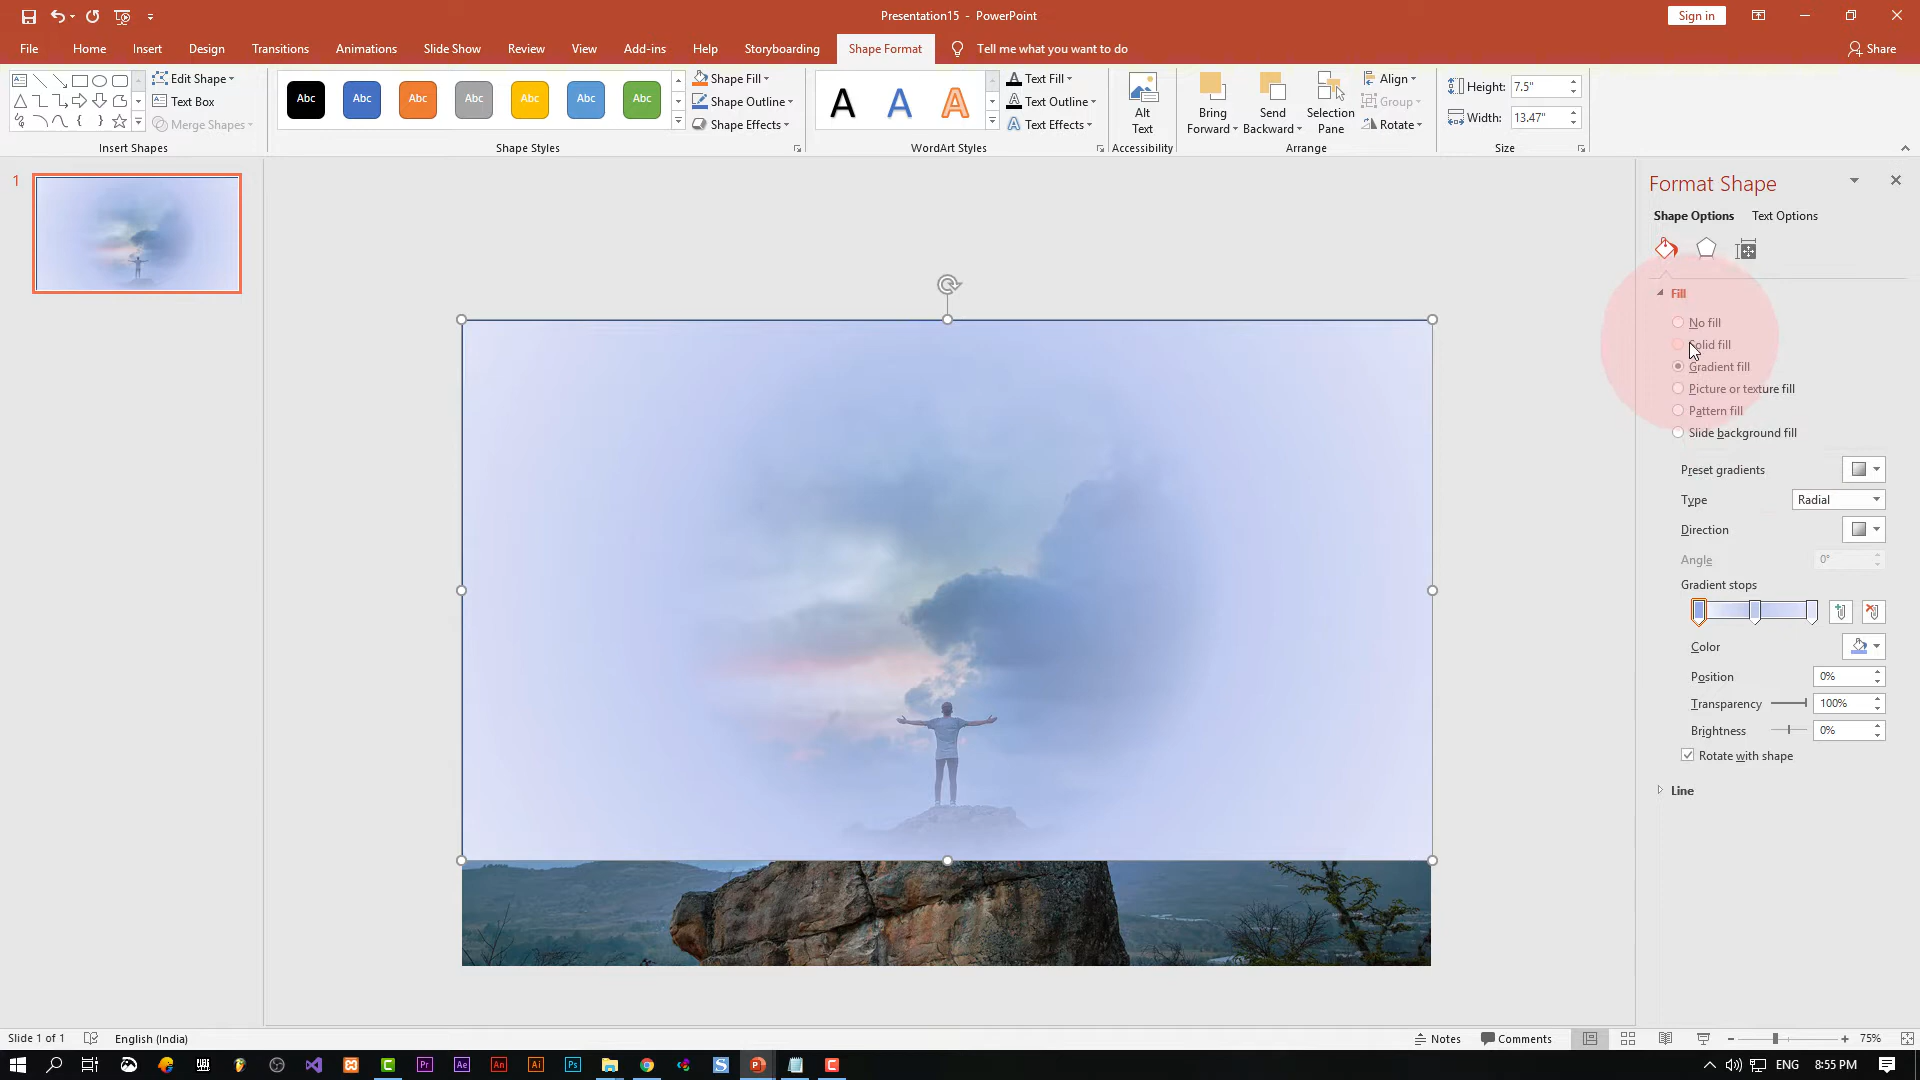 Presentation15 - PowerPoint
Sign in
File Home Insert Design Transitions Animations Slide Show Review View Add-ins Help Storyboarding Shape Format Tell me what you want to do Share
Edit Shape
Text Box
Merge Shapes
Insert Shapes
Abc Abc Abc Abc Abc Abc Abc
Shape Fill
Shape Outline
Shape Effects
Shape Styles
A A A
Text Fill
Text Outline
Text Effects
WordArt Styles
Alt
Text
Accessibility
Bring
Forward
Send
Backward
Selection
Pane
Align
Group
Rotate
Arrange
Height: 7.5"
Width: 13.47"
Size
1
Format Shape
Shape Options Text Options
Fill
No fill
Solid fill
Gradient fill
Picture or texture fill
Pattern fill
Slide background fill
Preset gradients
Type Radial
Direction
Angle 0°
Gradient stops
Color
Position 0%
Transparency 100%
Brightness 0%
Rotate with shape
Line
Slide 1 of 1 English (India) Notes Comments 75%
Pr Ae An Ai Ps S ENG 8:55 PM